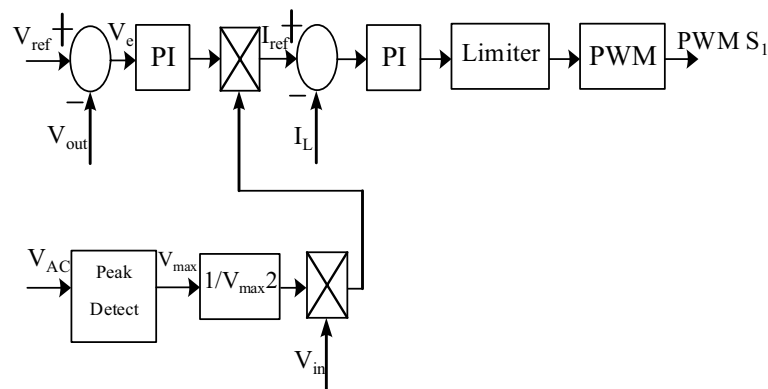 V_ref + V_e PI I_ref + PI Limiter PWM PWM S_1
− −
V_out I_L
V_AC Peak Detect V_max 1/V_max2
V_in